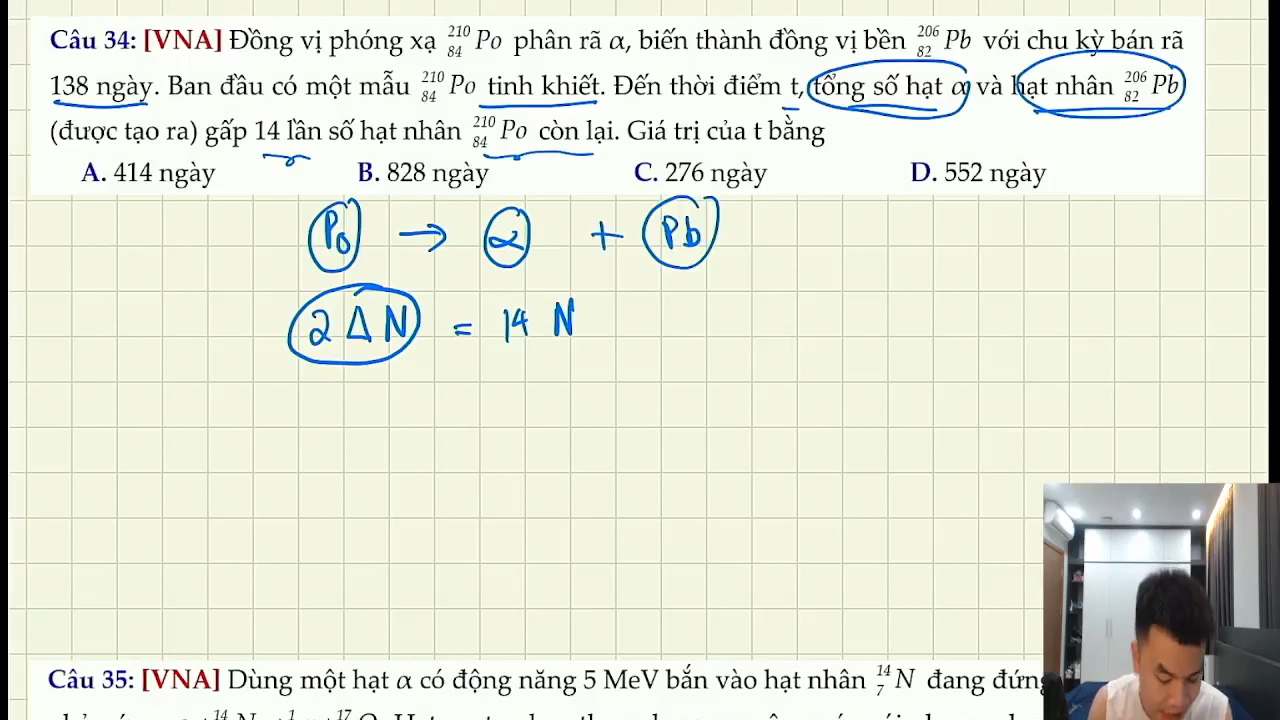 Câu 34: [VNA] Đồng vị phóng xạ ²¹⁰₈₄Po phân rã α, biến thành đồng vị bền ²⁰⁶₈₂Pb với chu kỳ bán rã
138 ngày. Ban đầu có một mẫu ²¹⁰₈₄Po tinh khiết. Đến thời điểm t, tổng số hạt α và hạt nhân ²⁰⁶₈₂Pb
(được tạo ra) gấp 14 lần số hạt nhân ²¹⁰₈₄Po còn lại. Giá trị của t bằng
A. 414 ngày B. 828 ngày C. 276 ngày D. 552 ngày
Po → α + Pb
2 Δ N = 14 N
Câu 35: [VNA] Dùng một hạt α có động năng 5 MeV bắn vào hạt nhân ¹⁴₇N đang đứng